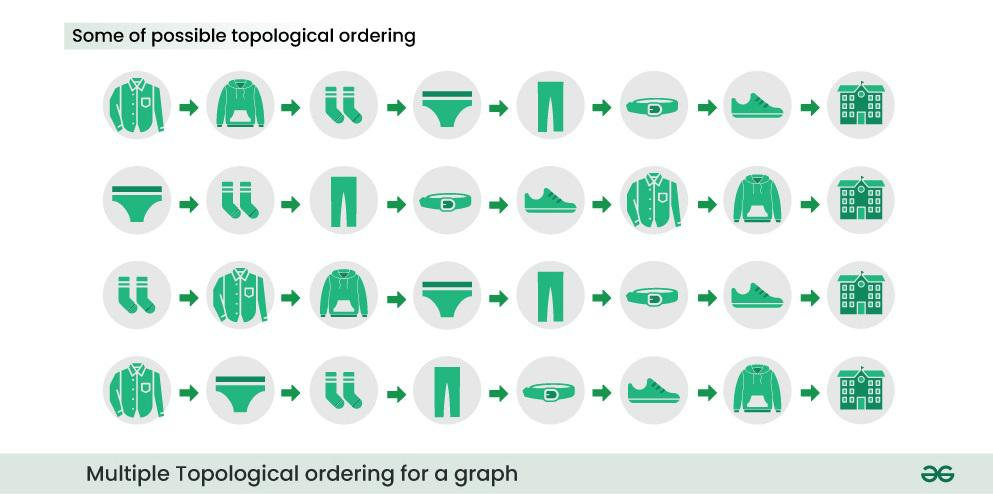 Some of possible topological ordering
Multiple Topological ordering for a graph